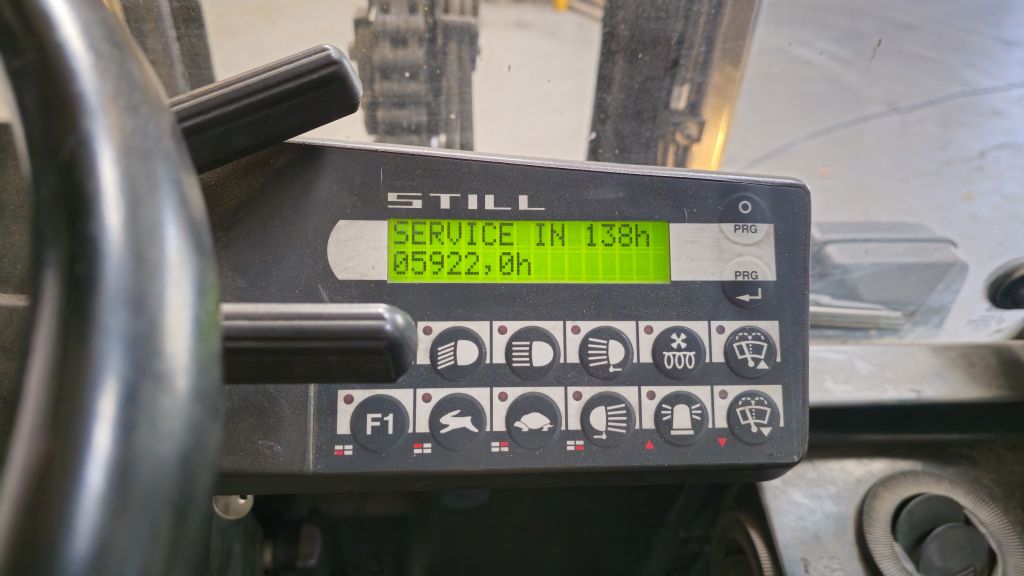 STILL
SERVICE IN 138h
05922,0h
O
PRG
PRG
F1